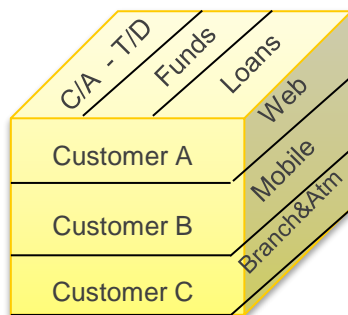 C/A - T/D
Funds
Loans
Web
Mobile
Branch&Atm
Customer A
Customer B
Customer C